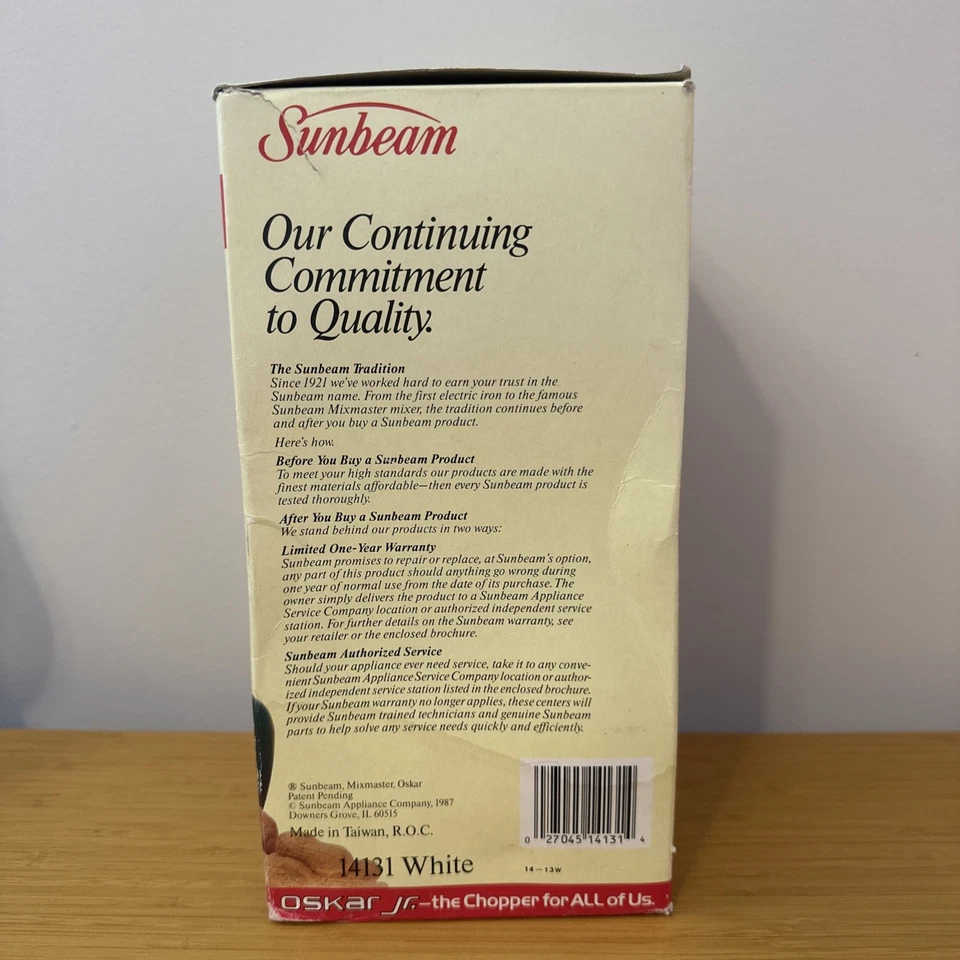 Sunbeam
Our Continuing
Commitment
to Quality.
The Sunbeam Tradition
Since 1921 we've worked hard to earn your trust in the
Sunbeam name. From the first electric iron to the famous
Sunbeam Mixmaster mixer, the tradition continues before
and after you buy a Sunbeam product.
Here's how.
Before You Buy a Sunbeam Product
To meet your high standards our products are made with the
finest materials affordable—then every Sunbeam product is
tested thoroughly.
After You Buy a Sunbeam Product
We stand behind our products in two ways:
Limited One-Year Warranty
Sunbeam promises to repair or replace, at Sunbeam's option,
any part of this product should anything go wrong during
one year of normal use from the date of its purchase. The
owner simply delivers the product to a Sunbeam Appliance
Service Company location or authorized independent service
station. For further details on the Sunbeam warranty, see
your retailer or the enclosed brochure.
Sunbeam Authorized Service
Should your appliance ever need service, take it to any conve-
nient Sunbeam Appliance Service Company location or author-
ized independent service station listed in the enclosed brochure.
If your Sunbeam warranty no longer applies, these centers will
provide Sunbeam trained technicians and genuine Sunbeam
parts to help solve any service needs quickly and efficiently.
® Sunbeam, Mixmaster, Oskar
Patent Pending
© Sunbeam Appliance Company, 1987
Downers Grove, IL 60515
Made in Taiwan, R.O.C.
0 27045 14131 4
14131 White
14-13W
OSKAR Jr.—the Chopper for ALL of Us.